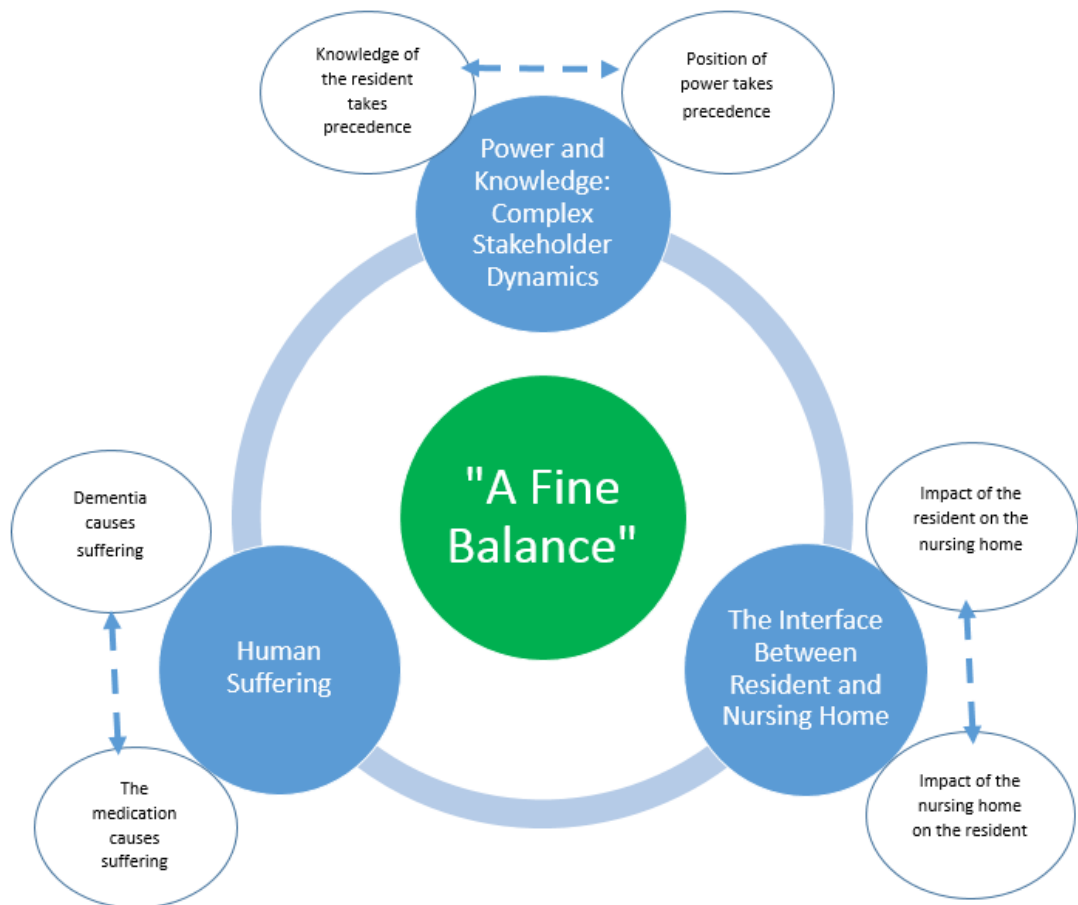 Knowledge of
the resident
takes
precedence
Position of
power takes
precedence
Power and
Knowledge:
Complex
Stakeholder
Dynamics
"A Fine
Balance"
Dementia
causes
suffering
Human
Suffering
The
medication
causes
suffering
Impact of the
resident on the
nursing home
The Interface
Between
Resident and
Nursing Home
Impact of the
nursing home
on the resident